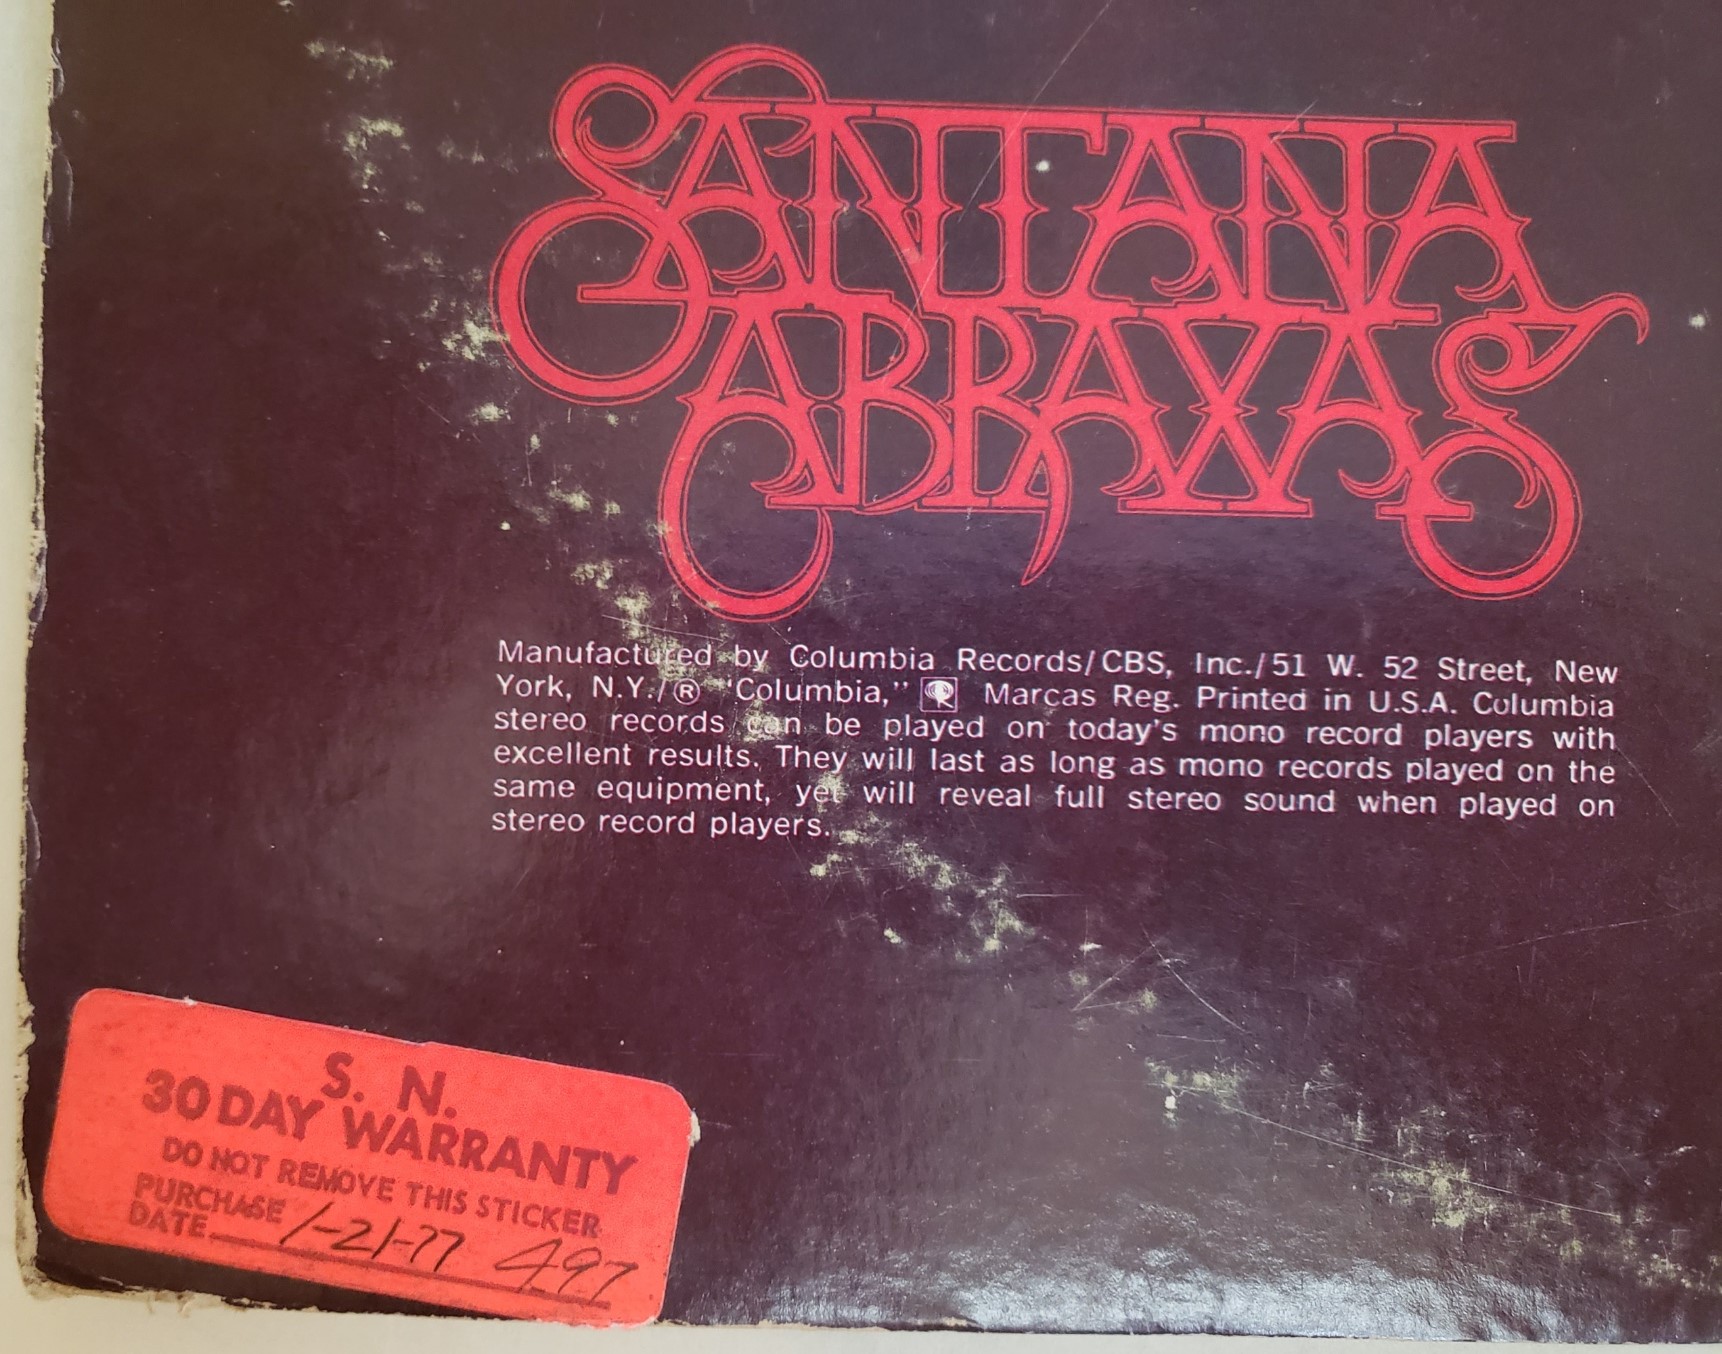 SANTANA
ABRAXAS
Manufactured by Columbia Records/CBS, Inc./51 W. 52 Street, New
York, N.Y./® 'Columbia,'' Marcas Reg. Printed in U.S.A. Columbia
stereo records can be played on today's mono record players with
excellent results. They will last as long as mono records played on the
same equipment, yet will reveal full stereo sound when played on
stereo record players.
S. N.
30 DAY WARRANTY
DO NOT REMOVE THIS STICKER
PURCHASE
DATE 1-21-77 497